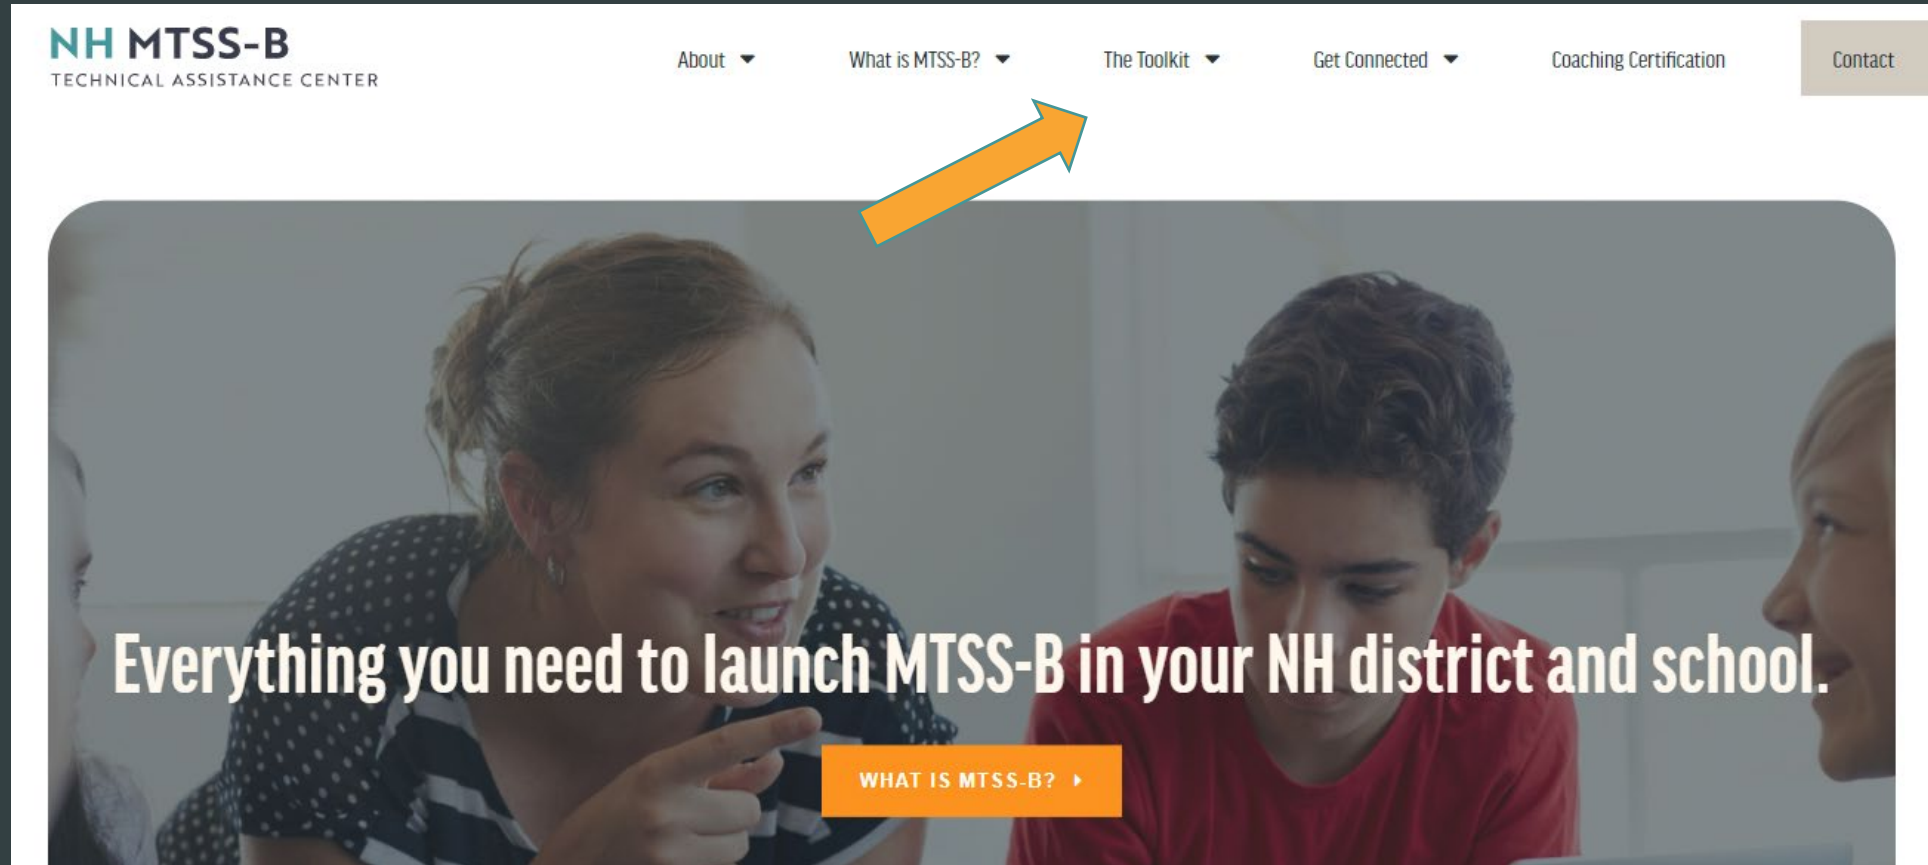 NH MTSS-B
TECHNICAL ASSISTANCE CENTER
About
What is MTSS-B?
The Toolkit
Get Connected
Coaching Certification
Contact
Everything you need to launch MTSS-B in your NH district and school.
WHAT IS MTSS-B?